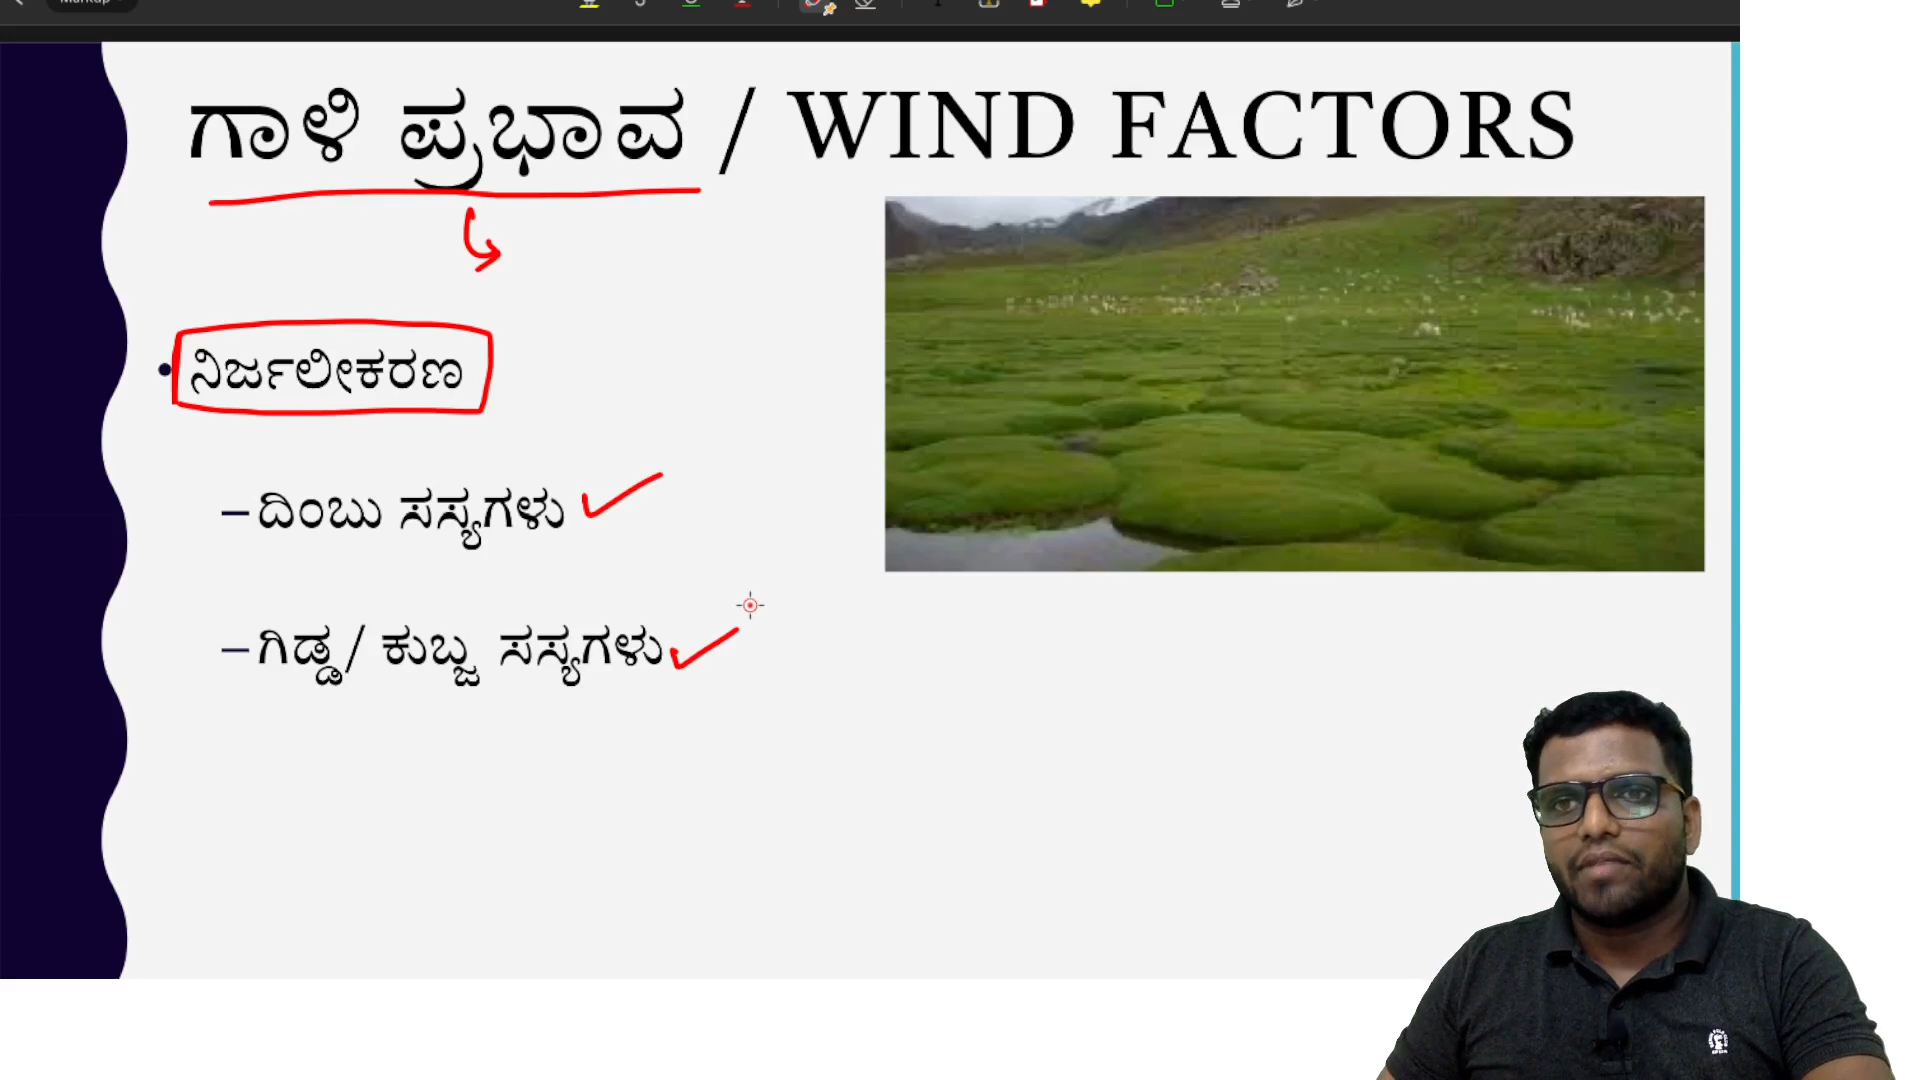 ಗಾಳಿ ಪ್ರಭಾವ / WIND FACTORS
• ನಿರ್ಜಲೀಕರಣ
– ದಿಂಬು ಸಸ್ಯಗಳು
– ಗಿಡ್ಡ/ ಕುಬ್ಜ ಸಸ್ಯಗಳು